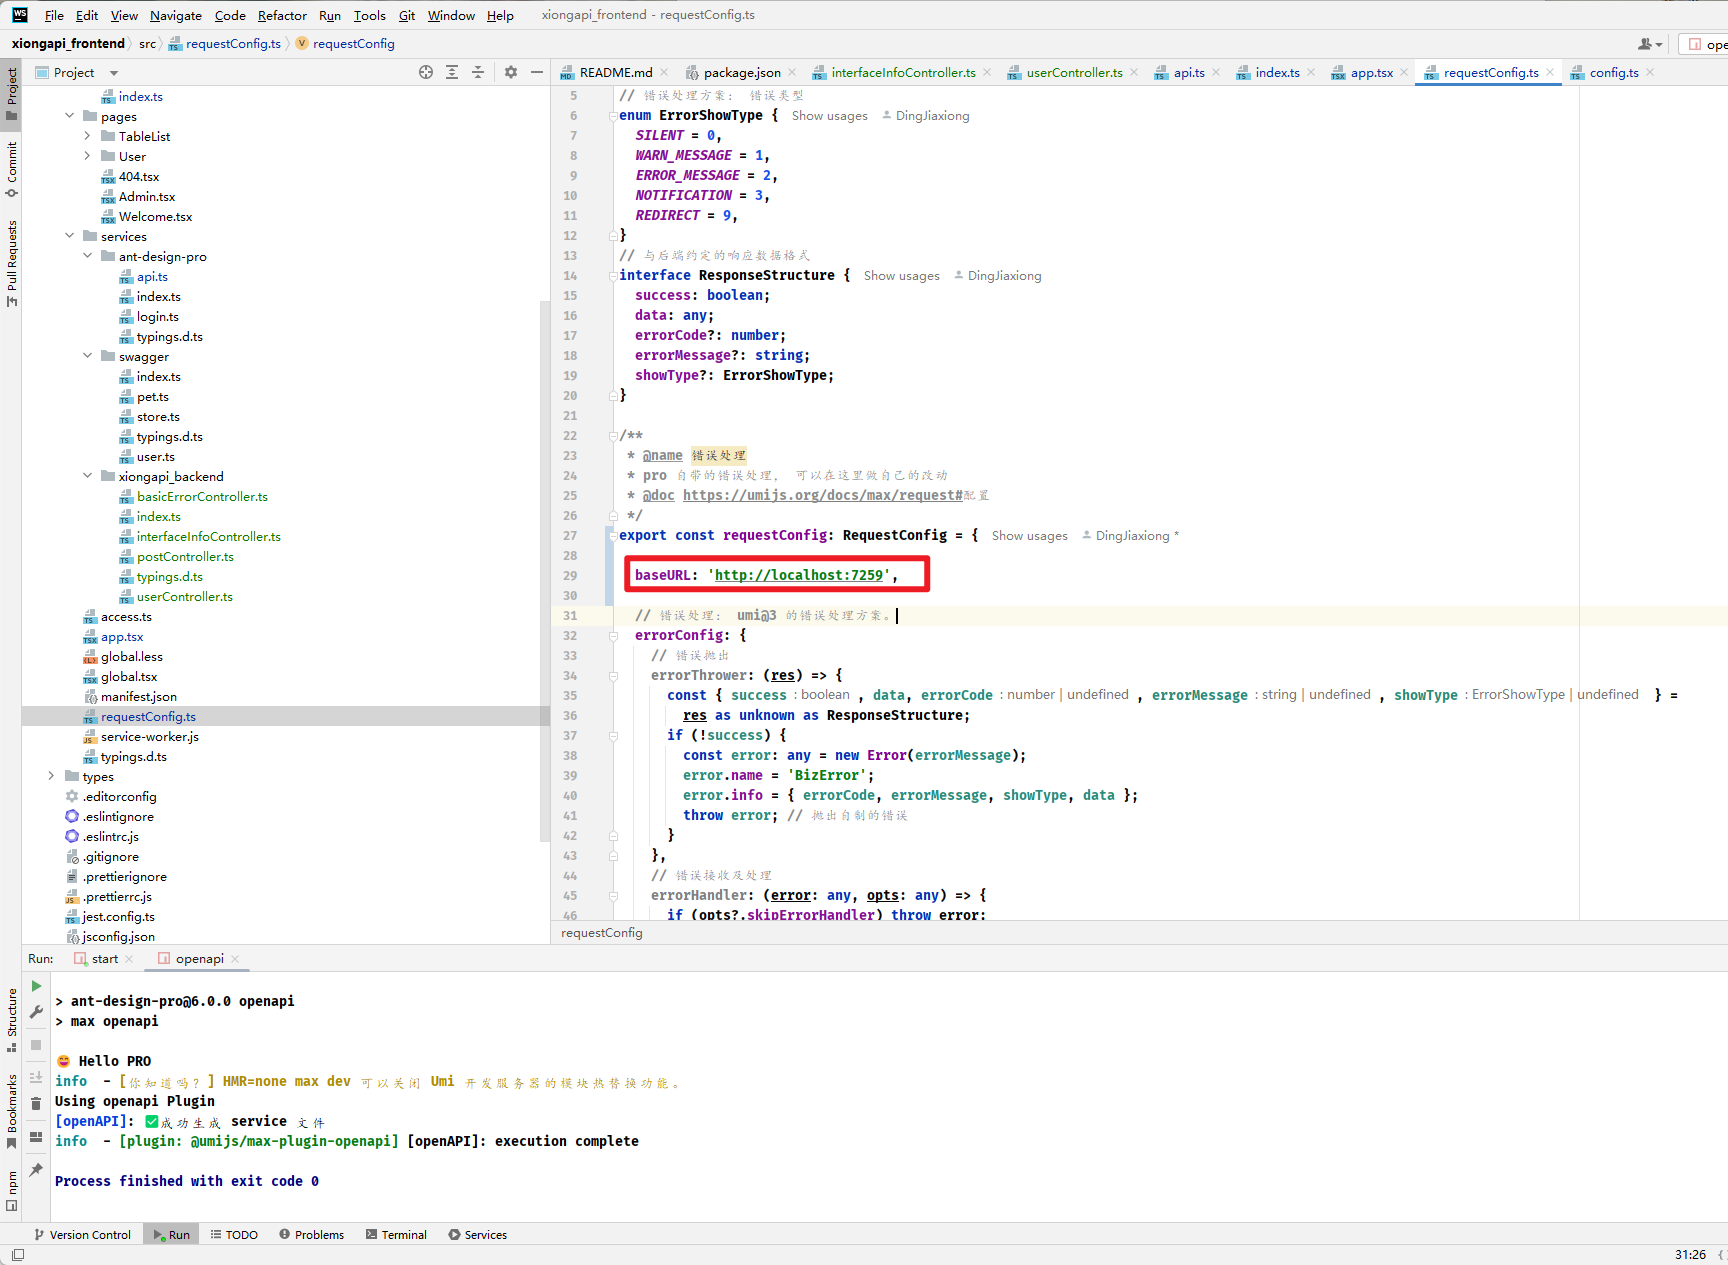 File Edit View Navigate Code Refactor Run Tools Git Window Help xiongapi_frontend - requestConfig.ts
xiongapi_frontend src requestConfig.ts requestConfig
Project
README.md package.json interfaceInfoController.ts userController.ts api.ts index.ts app.tsx requestConfig.ts config.ts
Project
Commit
Pull Requests
Structure
Bookmarks
npm
index.ts
pages
TableList
User
404.tsx
Admin.tsx
Welcome.tsx
services
ant-design-pro
api.ts
index.ts
login.ts
typings.d.ts
swagger
index.ts
pet.ts
store.ts
typings.d.ts
user.ts
xiongapi_backend
basicErrorController.ts
index.ts
interfaceInfoController.ts
postController.ts
typings.d.ts
userController.ts
access.ts
app.tsx
global.less
global.tsx
manifest.json
requestConfig.ts
service-worker.js
typings.d.ts
types
.editorconfig
.eslintignore
.eslintrc.js
.gitignore
.prettierignore
.prettierrc.js
jest.config.ts
jsconfig.json
5 // 错误处理方案： 错误类型
6 enum ErrorShowType { Show usages DingJiaxiong
7 SILENT = 0,
8 WARN_MESSAGE = 1,
9 ERROR_MESSAGE = 2,
10 NOTIFICATION = 3,
11 REDIRECT = 9,
12 }
13 // 与后端约定的响应数据格式
14 interface ResponseStructure { Show usages DingJiaxiong
15 success: boolean;
16 data: any;
17 errorCode?: number;
18 errorMessage?: string;
19 showType?: ErrorShowType;
20 }
21
22 /**
23 * @name 错误处理
24 * pro 自带的错误处理， 可以在这里做自己的改动
25 * @doc https://umijs.org/docs/max/request#配置
26 */
27 export const requestConfig: RequestConfig = { Show usages DingJiaxiong *
28
29 baseURL: 'http://localhost:7259',
30
31 // 错误处理： umi@3 的错误处理方案。
32 errorConfig: {
33 // 错误抛出
34 errorThrower: (res) => {
35 const { success : boolean , data, errorCode : number | undefined , errorMessage : string | undefined , showType : ErrorShowType | undefined } =
36 res as unknown as ResponseStructure;
37 if (!success) {
38 const error: any = new Error(errorMessage);
39 error.name = 'BizError';
40 error.info = { errorCode, errorMessage, showType, data };
41 throw error; // 抛出自制的错误
42 }
43 },
44 // 错误接收及处理
45 errorHandler: (error: any, opts: any) => {
46 if (opts?.skipErrorHandler) throw error;
requestConfig
Run: start openapi
> ant-design-pro@6.0.0 openapi
> max openapi
😄 Hello PRO
info - [你知道吗？] HMR=none max dev 可以关闭 Umi 开发服务器的模块热替换功能。
Using openapi Plugin
[openAPI]: ✅成功生成 service 文件
info - [plugin: @umijs/max-plugin-openapi] [openAPI]: execution complete
Process finished with exit code 0
Version Control Run TODO Problems Terminal Services
31:26